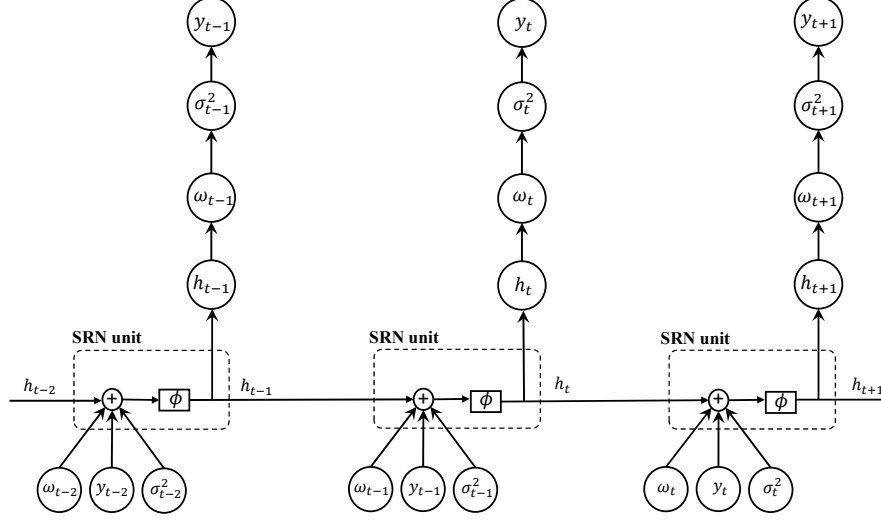 y_{t-1} y_t y_{t+1}
σ²_{t-1} σ²_t σ²_{t+1}
ω_{t-1} ω_t ω_{t+1}
h_{t-1} h_t h_{t+1}
SRN unit SRN unit SRN unit
h_{t-2} + ϕ h_{t-1} + ϕ h_t + ϕ h_{t+1}
ω_{t-2} y_{t-2} σ²_{t-2} ω_{t-1} y_{t-1} σ²_{t-1} ω_t y_t σ²_t